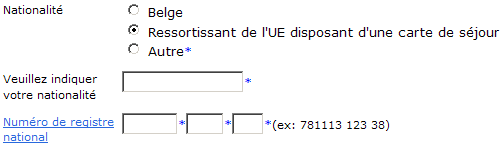 Nationalité
Belge
Ressortissant de l'UE disposant d'une carte de séjour
Autre*
Veuillez indiquer
votre nationalité
*
Numéro de registre
national
* * *(ex: 781113 123 38)